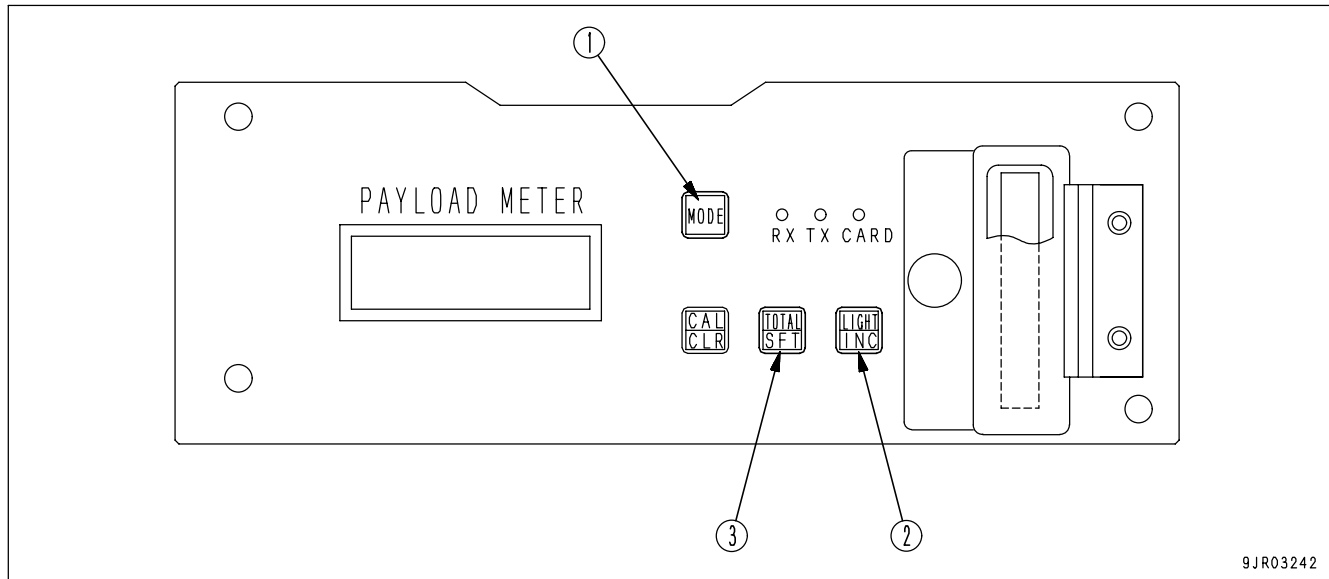 ①
PAYLOAD METER
MODE
RX TX CARD
CAL
CLR
TOTAL
SFT
LIGHT
INC
③
②
9JR03242